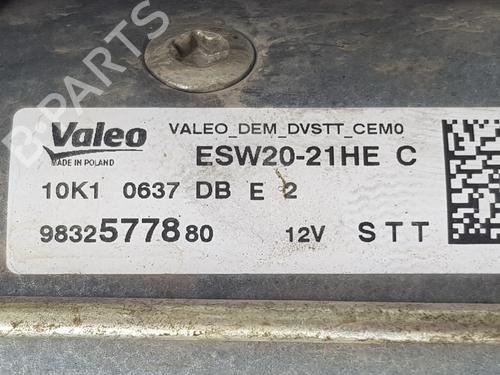 Valeo
MADE IN POLAND
VALEO_DEM_DVSTT_CEM0
ESW20-21HE C
10K1 0637 DB E 2
9832577880 12V STT
B-PARTS